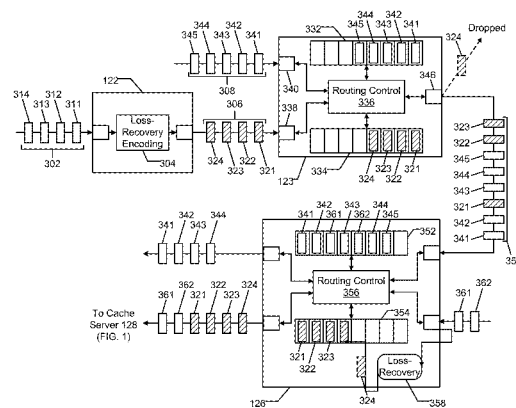 344 342
345 343 341
308
332 344 342
345 343 341
324
Dropped
340
Routing Control
336
346
338
334 324 322
323 321
123
314 312
313 311
302
122
Loss-
Recovery
Encoding
304
306
324 322
323 321
323
322
345
344
343
321
342
341
35
342 344
341 343
342 343 344
341 361 362 345
352
Routing Control
356
361 321 323
362 322 324
To Cache
Server 128
(FIG. 1)
354
321 323
322
324
Loss-
Recovery
358
126
361 362